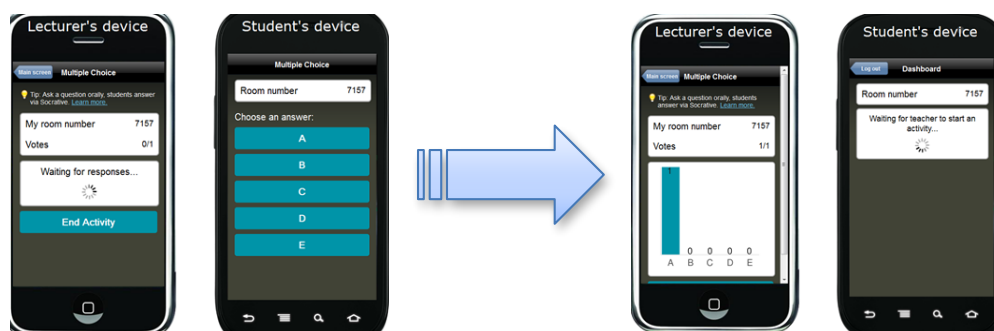 Lecturer's device
Main screen Multiple Choice
Tip: Ask a question orally, students answer
via Socrative. Learn more.
My room number 7157
Votes 0/1
Waiting for responses...
End Activity
Student's device
Multiple Choice
Room number 7157
Choose an answer:
A
B
C
D
E
Lecturer's device
Main screen Multiple Choice
Tip: Ask a question orally, students
answer via Socrative. Learn more.
My room number 7157
Votes 1/1
1
0 0 0 0
A B C D E
Student's device
Log out Dashboard
Room number 7157
Waiting for teacher to start an
activity...